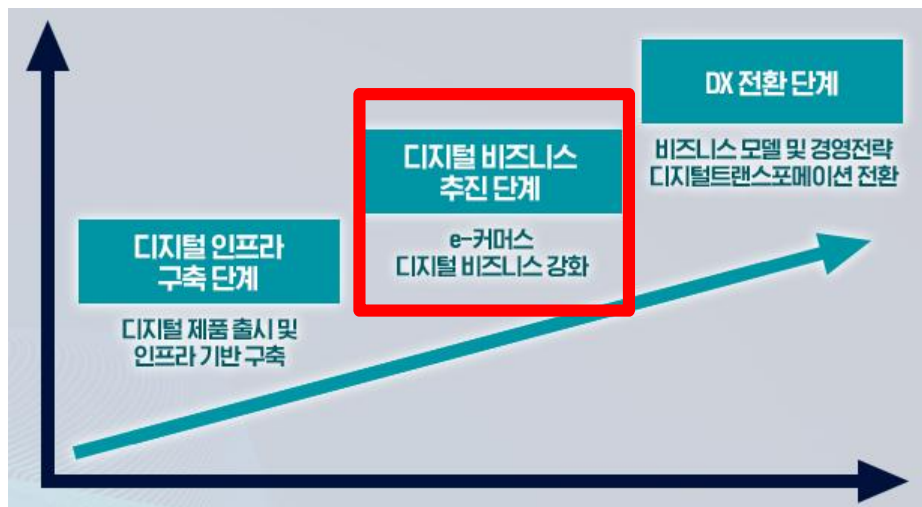 디지털 인프라
구축 단계
디지털 제품 출시 및
인프라 기반 구축
디지털 비즈니스
추진 단계
e-커머스
디지털 비즈니스 강화
DX 전환 단계
비즈니스 모델 및 경영전략
디지털트랜스포메이션 전환